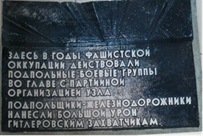 ЗДЕСЬ В ГОДЫ ФАШИСТСКОЙ
ОККУПАЦИИ ДЕЙСТВОВАЛИ
ПОДПОЛЬНЫЕ БОЕВЫЕ ГРУППЫ
ВО ГЛАВЕ С ПАРТИЙНОЙ
ОРГАНИЗАЦИЕЙ УЗЛА
ПОДПОЛЬЩИКИ-ЖЕЛЕЗНОДОРОЖНИКИ
НАНЕСЛИ БОЛЬШОЙ УРОН
ГИТЛЕРОВСКИМ ЗАХВАТЧИКАМ